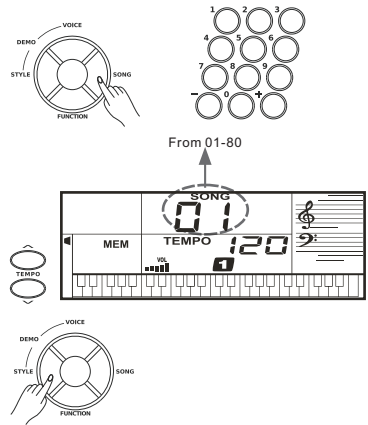 VOICE
DEMO
STYLE
SONG
FUNCTION
1 2 3
4 5 6
7 8 9
- 0 +
From 01-80
SONG
01
MEM
TEMPO
120
VOL
1
TEMPO
VOICE
DEMO
STYLE
SONG
FUNCTION